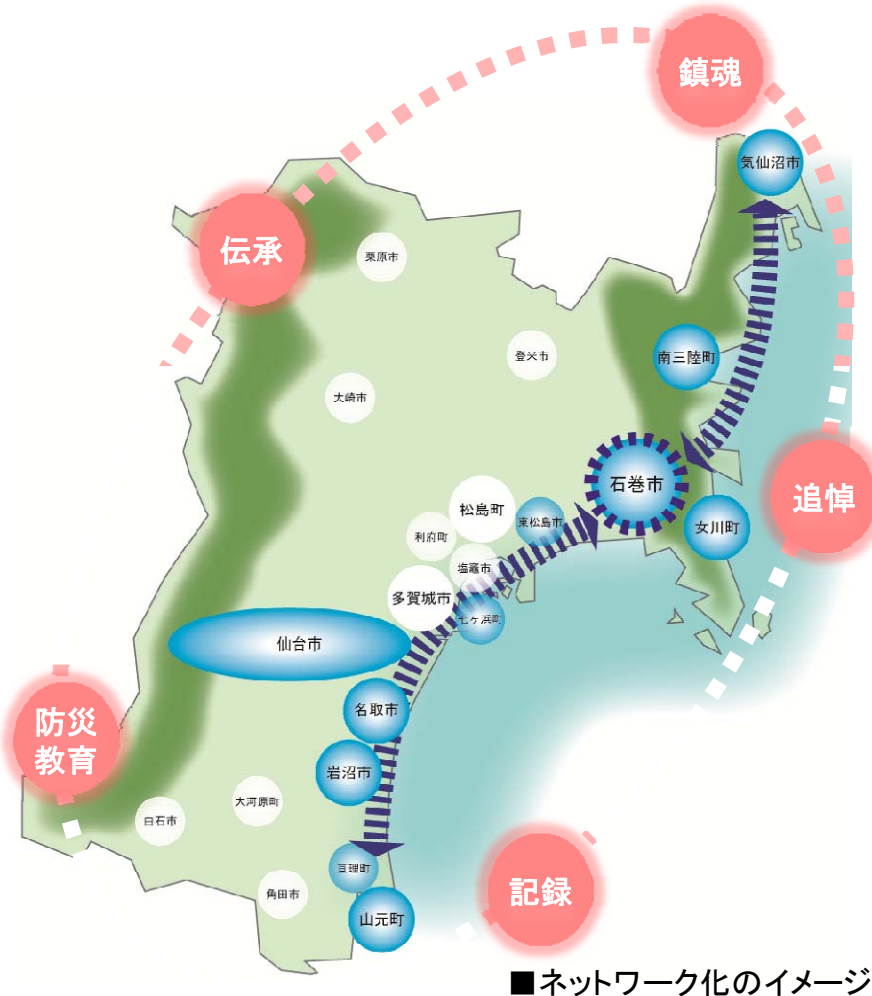 鎮魂
気仙沼市
伝承
栗原市
南三陸町
登米市
大崎市
石巻市
追悼
松島町
東松島市
女川町
利府町
塩竈市
多賀城市
七ヶ浜町
仙台市
名取市
防災
教育
岩沼市
大河原町
白石市
亘理町
角田市
記録
山元町
■ネットワーク化のイメージ